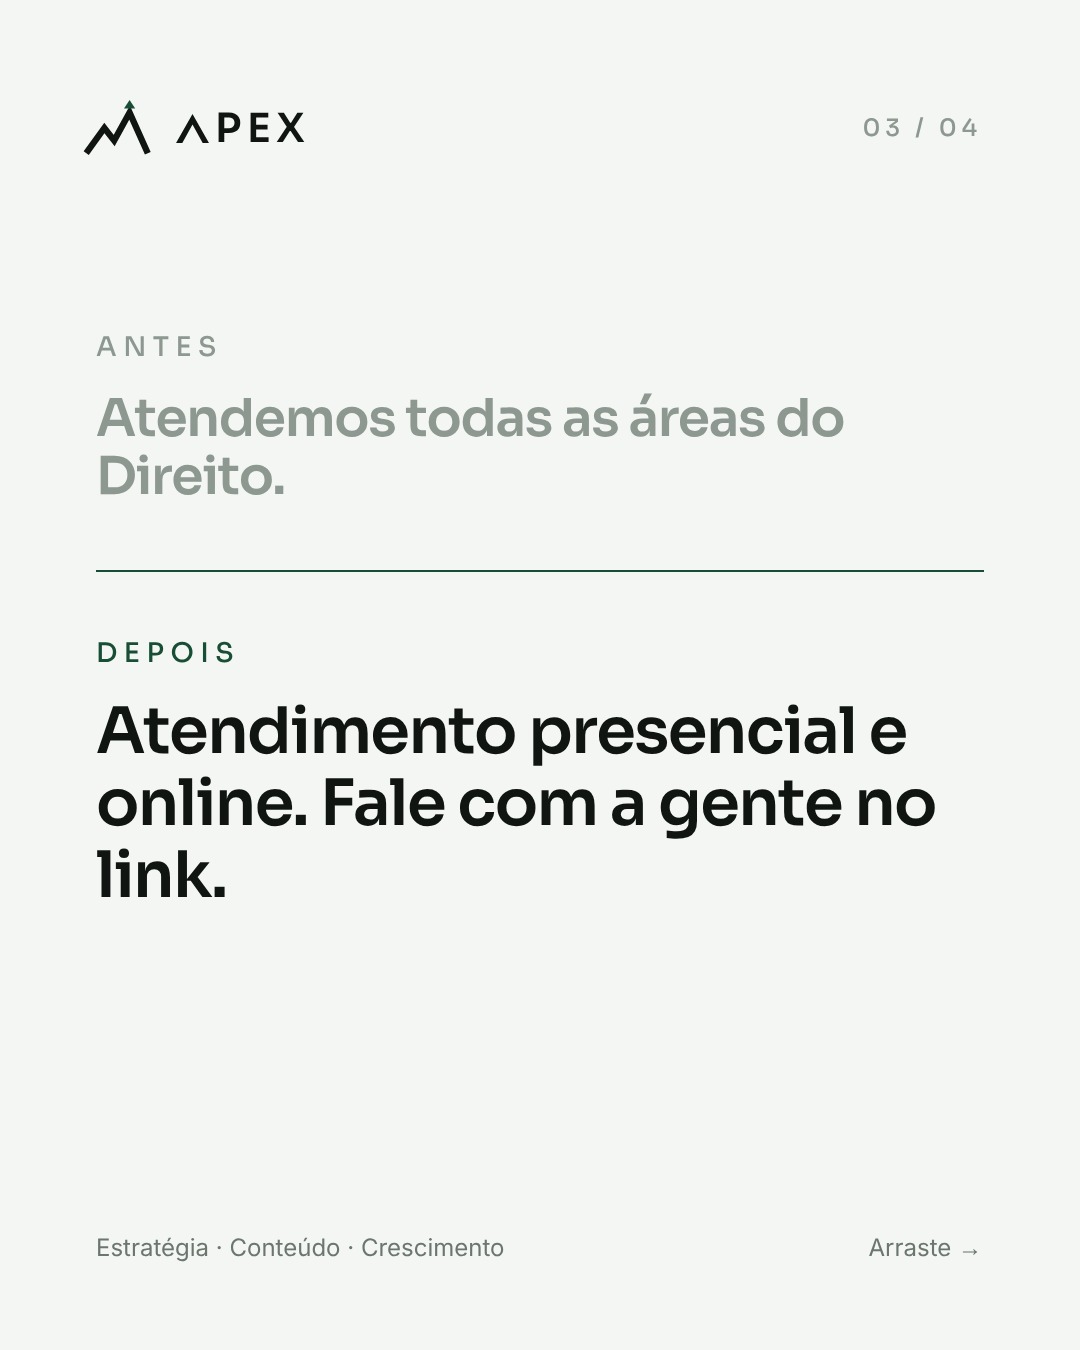 APEX
03 / 04
ANTES
Atendemos todas as áreas do
Direito.
DEPOIS
Atendimento presencial e
online. Fale com a gente no
link.
Estratégia · Conteúdo · Crescimento
Arraste →